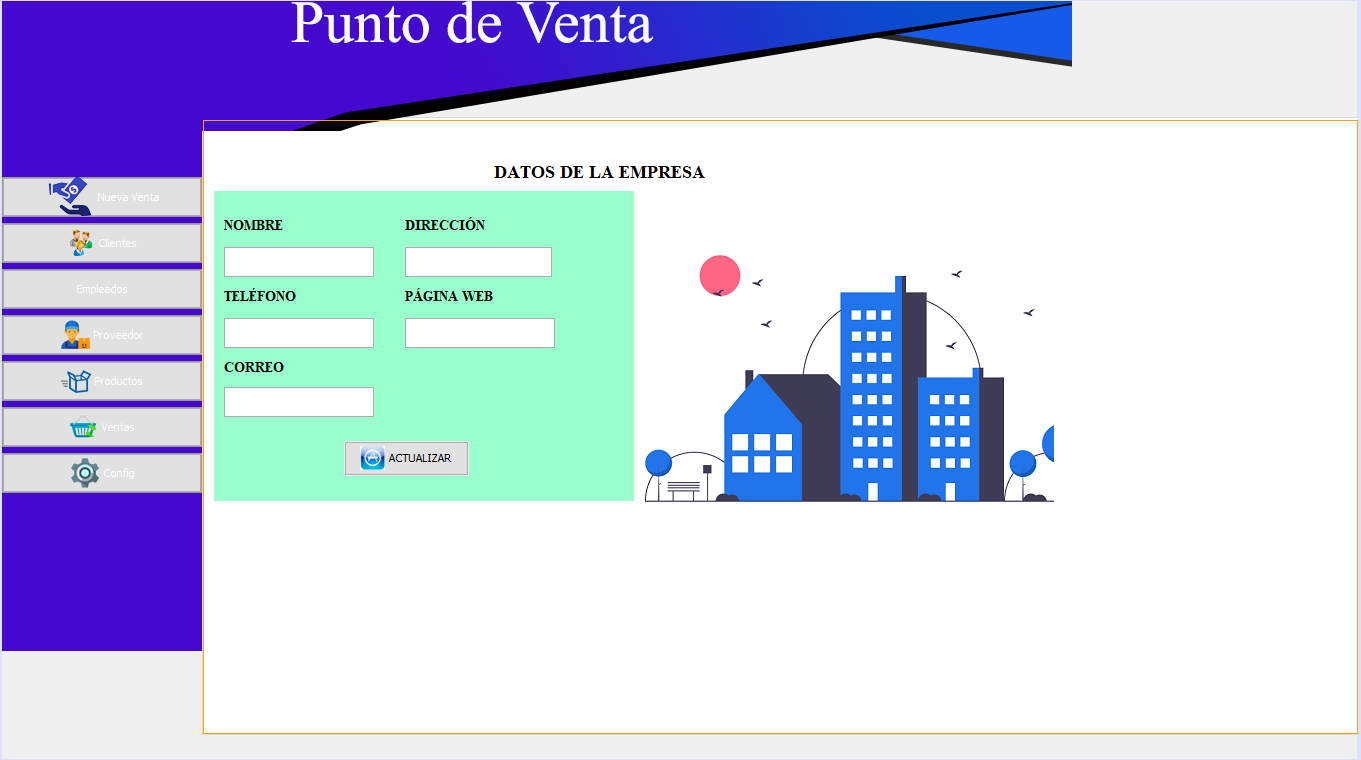 Punto de Venta
Nueva Venta
Clientes
Empleados
Proveedor
Productos
Ventas
Config
DATOS DE LA EMPRESA
NOMBRE
DIRECCIÓN
TELÉFONO
PÁGINA WEB
CORREO
ACTUALIZAR